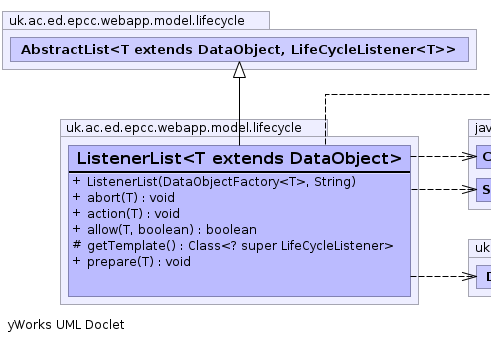 uk.ac.ed.epcc.webapp.model.lifecycle
AbstractList<T extends DataObject, LifeCycleListener<T>>
uk.ac.ed.epcc.webapp.model.lifecycle
jav
ListenerList<T extends DataObject>
C
+ ListenerList(DataObjectFactory<T>, String)
S
+ abort(T) : void
+ action(T) : void
+ allow(T, boolean) : boolean
# getTemplate() : Class<? super LifeCycleListener>
uk
+ prepare(T) : void
D
yWorks UML Doclet